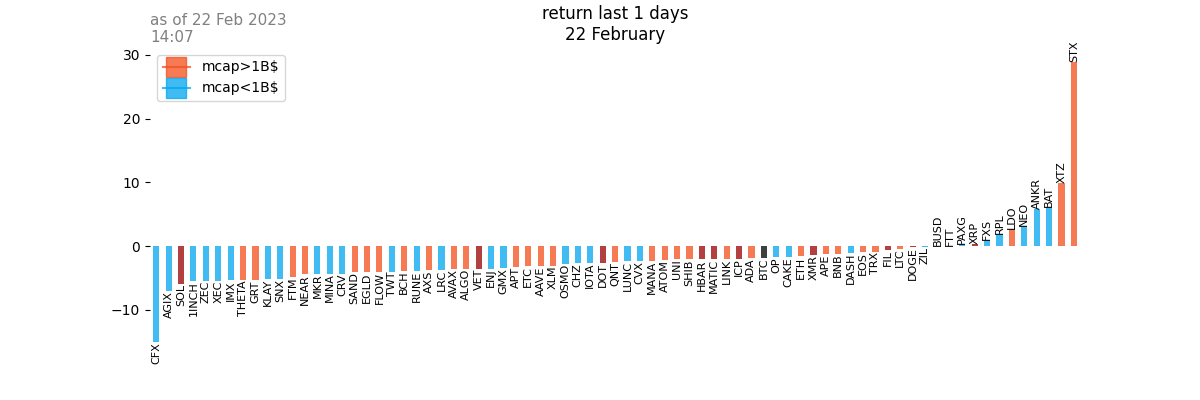 as of 22 Feb 2023
14:07
return last 1 days
22 February
mcap>1B$
mcap<1B$
30
20
10
0
−10
CFX
AGIX
SOL
1INCH
ZEC
XEC
IMX
THETA
GRT
KLAY
SNX
FTM
NEAR
MKR
MINA
CRV
SAND
EGLD
FLOW
TWT
BCH
RUNE
AXS
LRC
AVAX
ALGO
VET
ENJ
GMX
APT
ETC
AAVE
XLM
OSMO
CHZ
IOTA
DOT
QNT
LUNC
CVX
MANA
ATOM
UNI
SHIB
HBAR
MATIC
LINK
ICP
ADA
BTC
OP
CAKE
ETH
XMR
APE
BNB
DASH
EOS
TRX
FIL
LTC
DOGE
ZIL
BUSD
FTT
PAXG
XRP
FXS
RPL
LDO
NEO
ANKR
BAT
XTZ
STX